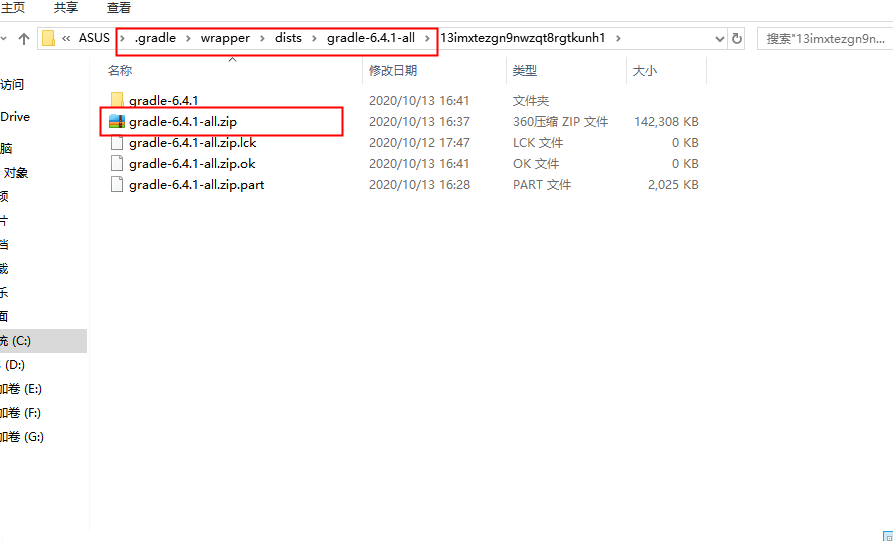 主页 共享 查看
« ASUS › .gradle › wrapper › dists › gradle-6.4.1-all › 13imxtezgn9nwzqt8rgtkunh1 › 搜索"13imxtezgn9n...
名称 修改日期 类型 大小
访问
Drive
脑
对象
频
片
档
载
乐
面
统 (C:)
(D:)
加卷 (E:)
加卷 (F:)
加卷 (G:)
gradle-6.4.1 2020/10/13 16:41 文件夹
gradle-6.4.1-all.zip 2020/10/13 16:37 360压缩 ZIP 文件 142,308 KB
gradle-6.4.1-all.zip.lck 2020/10/12 17:47 LCK 文件 0 KB
gradle-6.4.1-all.zip.ok 2020/10/13 16:41 OK 文件 0 KB
gradle-6.4.1-all.zip.part 2020/10/13 16:28 PART 文件 2,025 KB